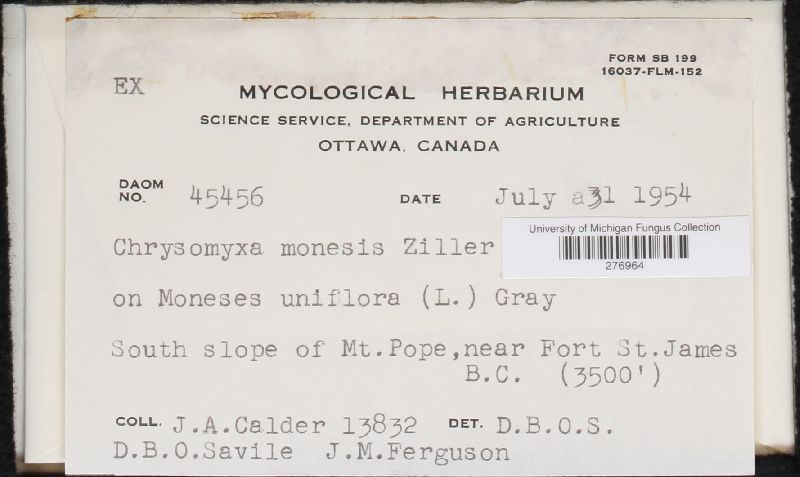 FORM SB 199
16037-FLM-152
EX
MYCOLOGICAL HERBARIUM
SCIENCE SERVICE, DEPARTMENT OF AGRICULTURE
OTTAWA, CANADA
DAOM NO. 45456 DATE July 31 1954
University of Michigan Fungus Collection
276964
Chrysomyxa monesis Ziller
on Moneses uniflora (L.) Gray
South slope of Mt.Pope,near Fort St.James
B.C. (3500')
COLL. J.A.Calder 13832 DET. D.B.O.S.
D.B.O.Savile J.M.Ferguson